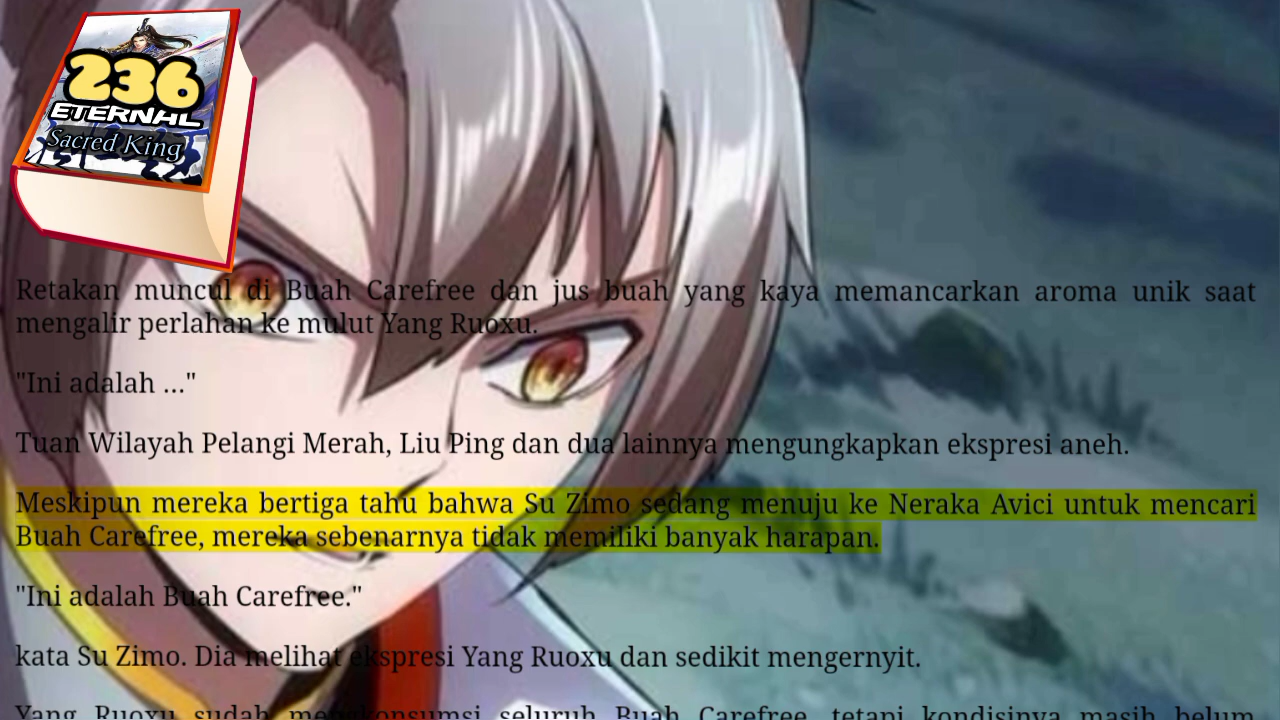 236
ETERNAL
Sacred King
Retakan muncul di Buah Carefree dan jus buah yang kaya memancarkan aroma unik saat
mengalir perlahan ke mulut Yang Ruoxu.
"Ini adalah ..."
Tuan Wilayah Pelangi Merah, Liu Ping dan dua lainnya mengungkapkan ekspresi aneh.
Meskipun mereka bertiga tahu bahwa Su Zimo sedang menuju ke Neraka Avici untuk mencari
Buah Carefree, mereka sebenarnya tidak memiliki banyak harapan.
"Ini adalah Buah Carefree."
kata Su Zimo. Dia melihat ekspresi Yang Ruoxu dan sedikit mengernyit.
Yang Ruoxu sudah mengkonsumsi seluruh Buah Carefree, tetapi kondisinya masih belum